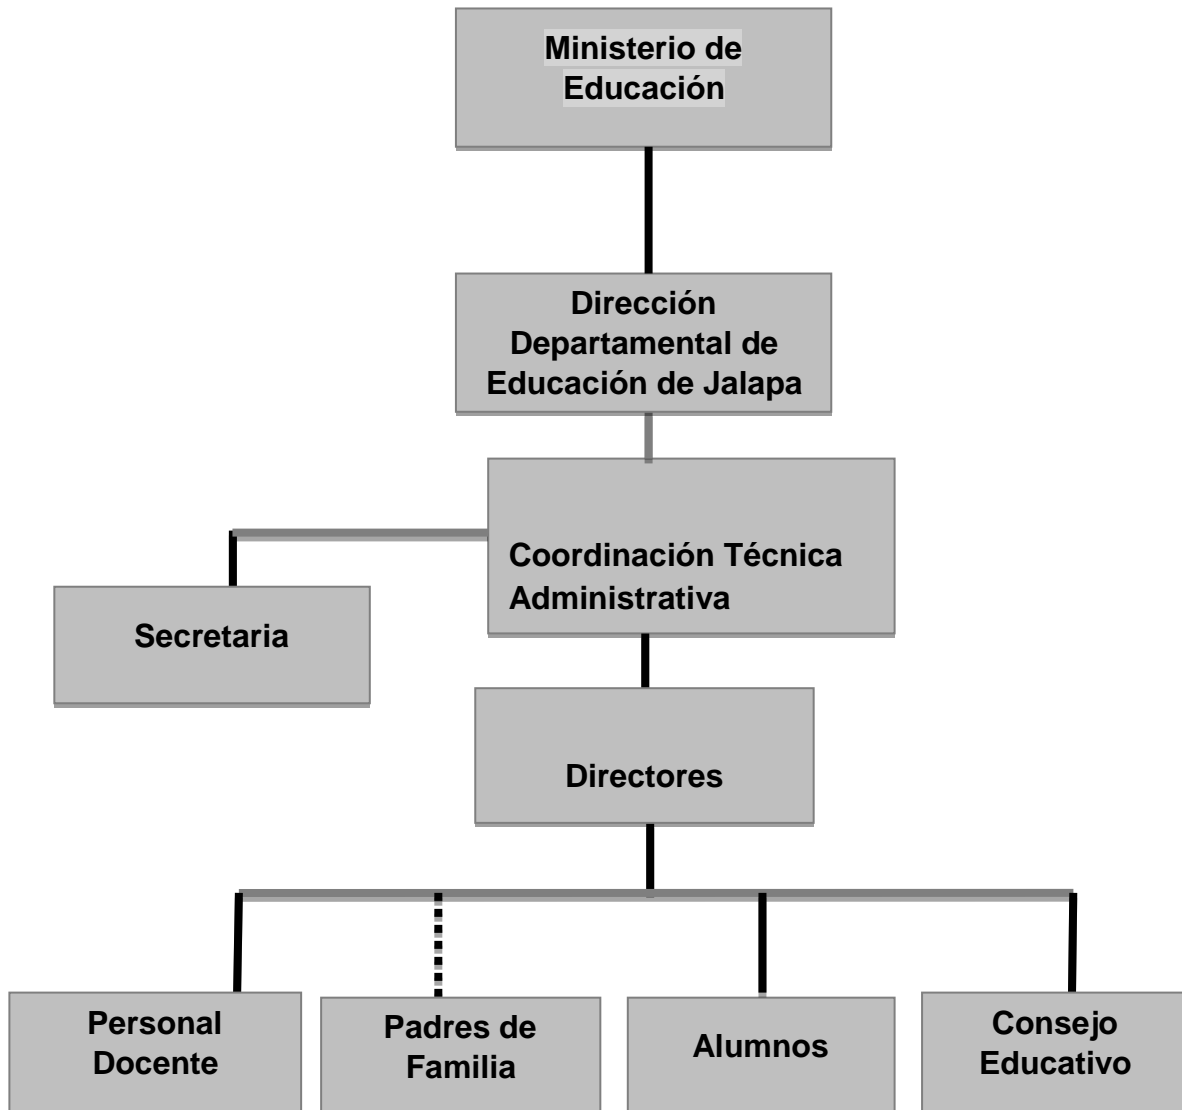 Ministerio de
Educación
Dirección
Departamental de
Educación de Jalapa
Coordinación Técnica
Administrativa
Secretaria
Directores
Personal
Docente
Padres de
Familia
Alumnos
Consejo
Educativo